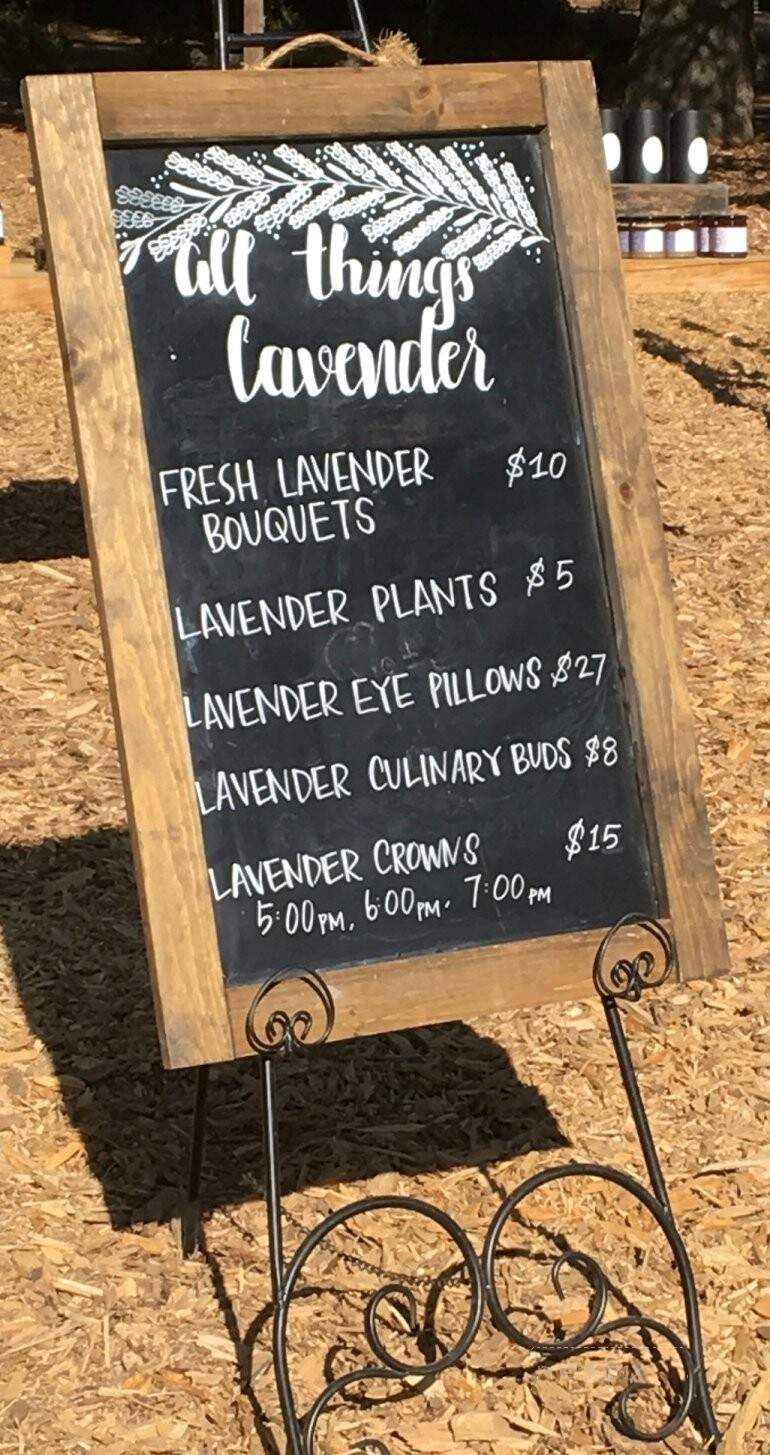 all things
lavender
FRESH LAVENDER $10
BOUQUETS
LAVENDER PLANTS $5
LAVENDER EYE PILLOWS $27
LAVENDER CULINARY BUDS $8
LAVENDER CROWNS $15
5:00PM, 6:00PM, 7:00PM